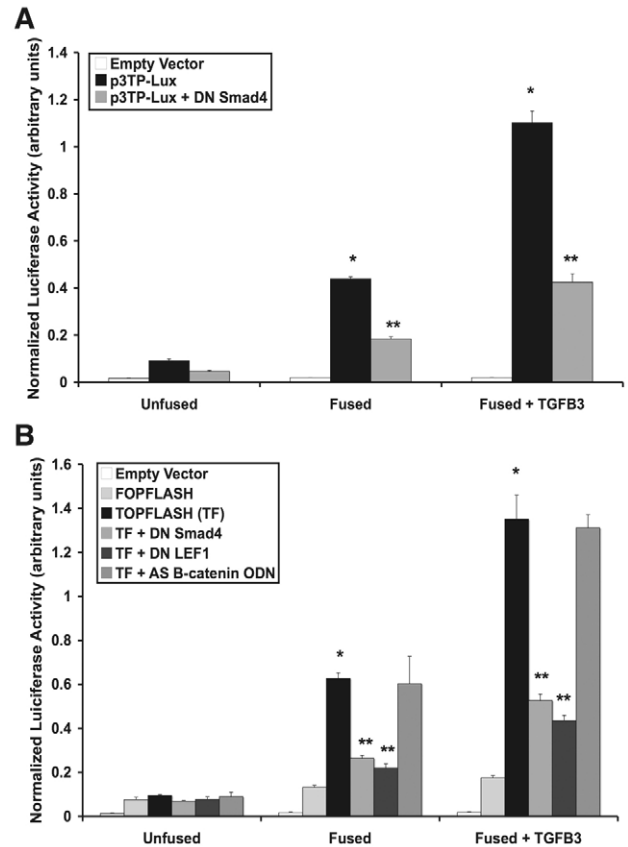 A
Normalized Luciferase Activity (arbitrary units)
1.4
1.2
1
0.8
0.6
0.4
0.2
0
Empty Vector
p3TP-Lux
p3TP-Lux + DN Smad4
*
**
*
**
Unfused
Fused
Fused + TGFB3
B
Normalized Luiciferase Activity (arbitrary units)
1.6
1.4
1.2
1
0.8
0.6
0.4
0.2
0
Empty Vector
FOPFLASH
TOPFLASH (TF)
TF + DN Smad4
TF + DN LEF1
TF + AS B-catenin ODN
*
**
**
*
**
**
Unfused
Fused
Fused + TGFB3